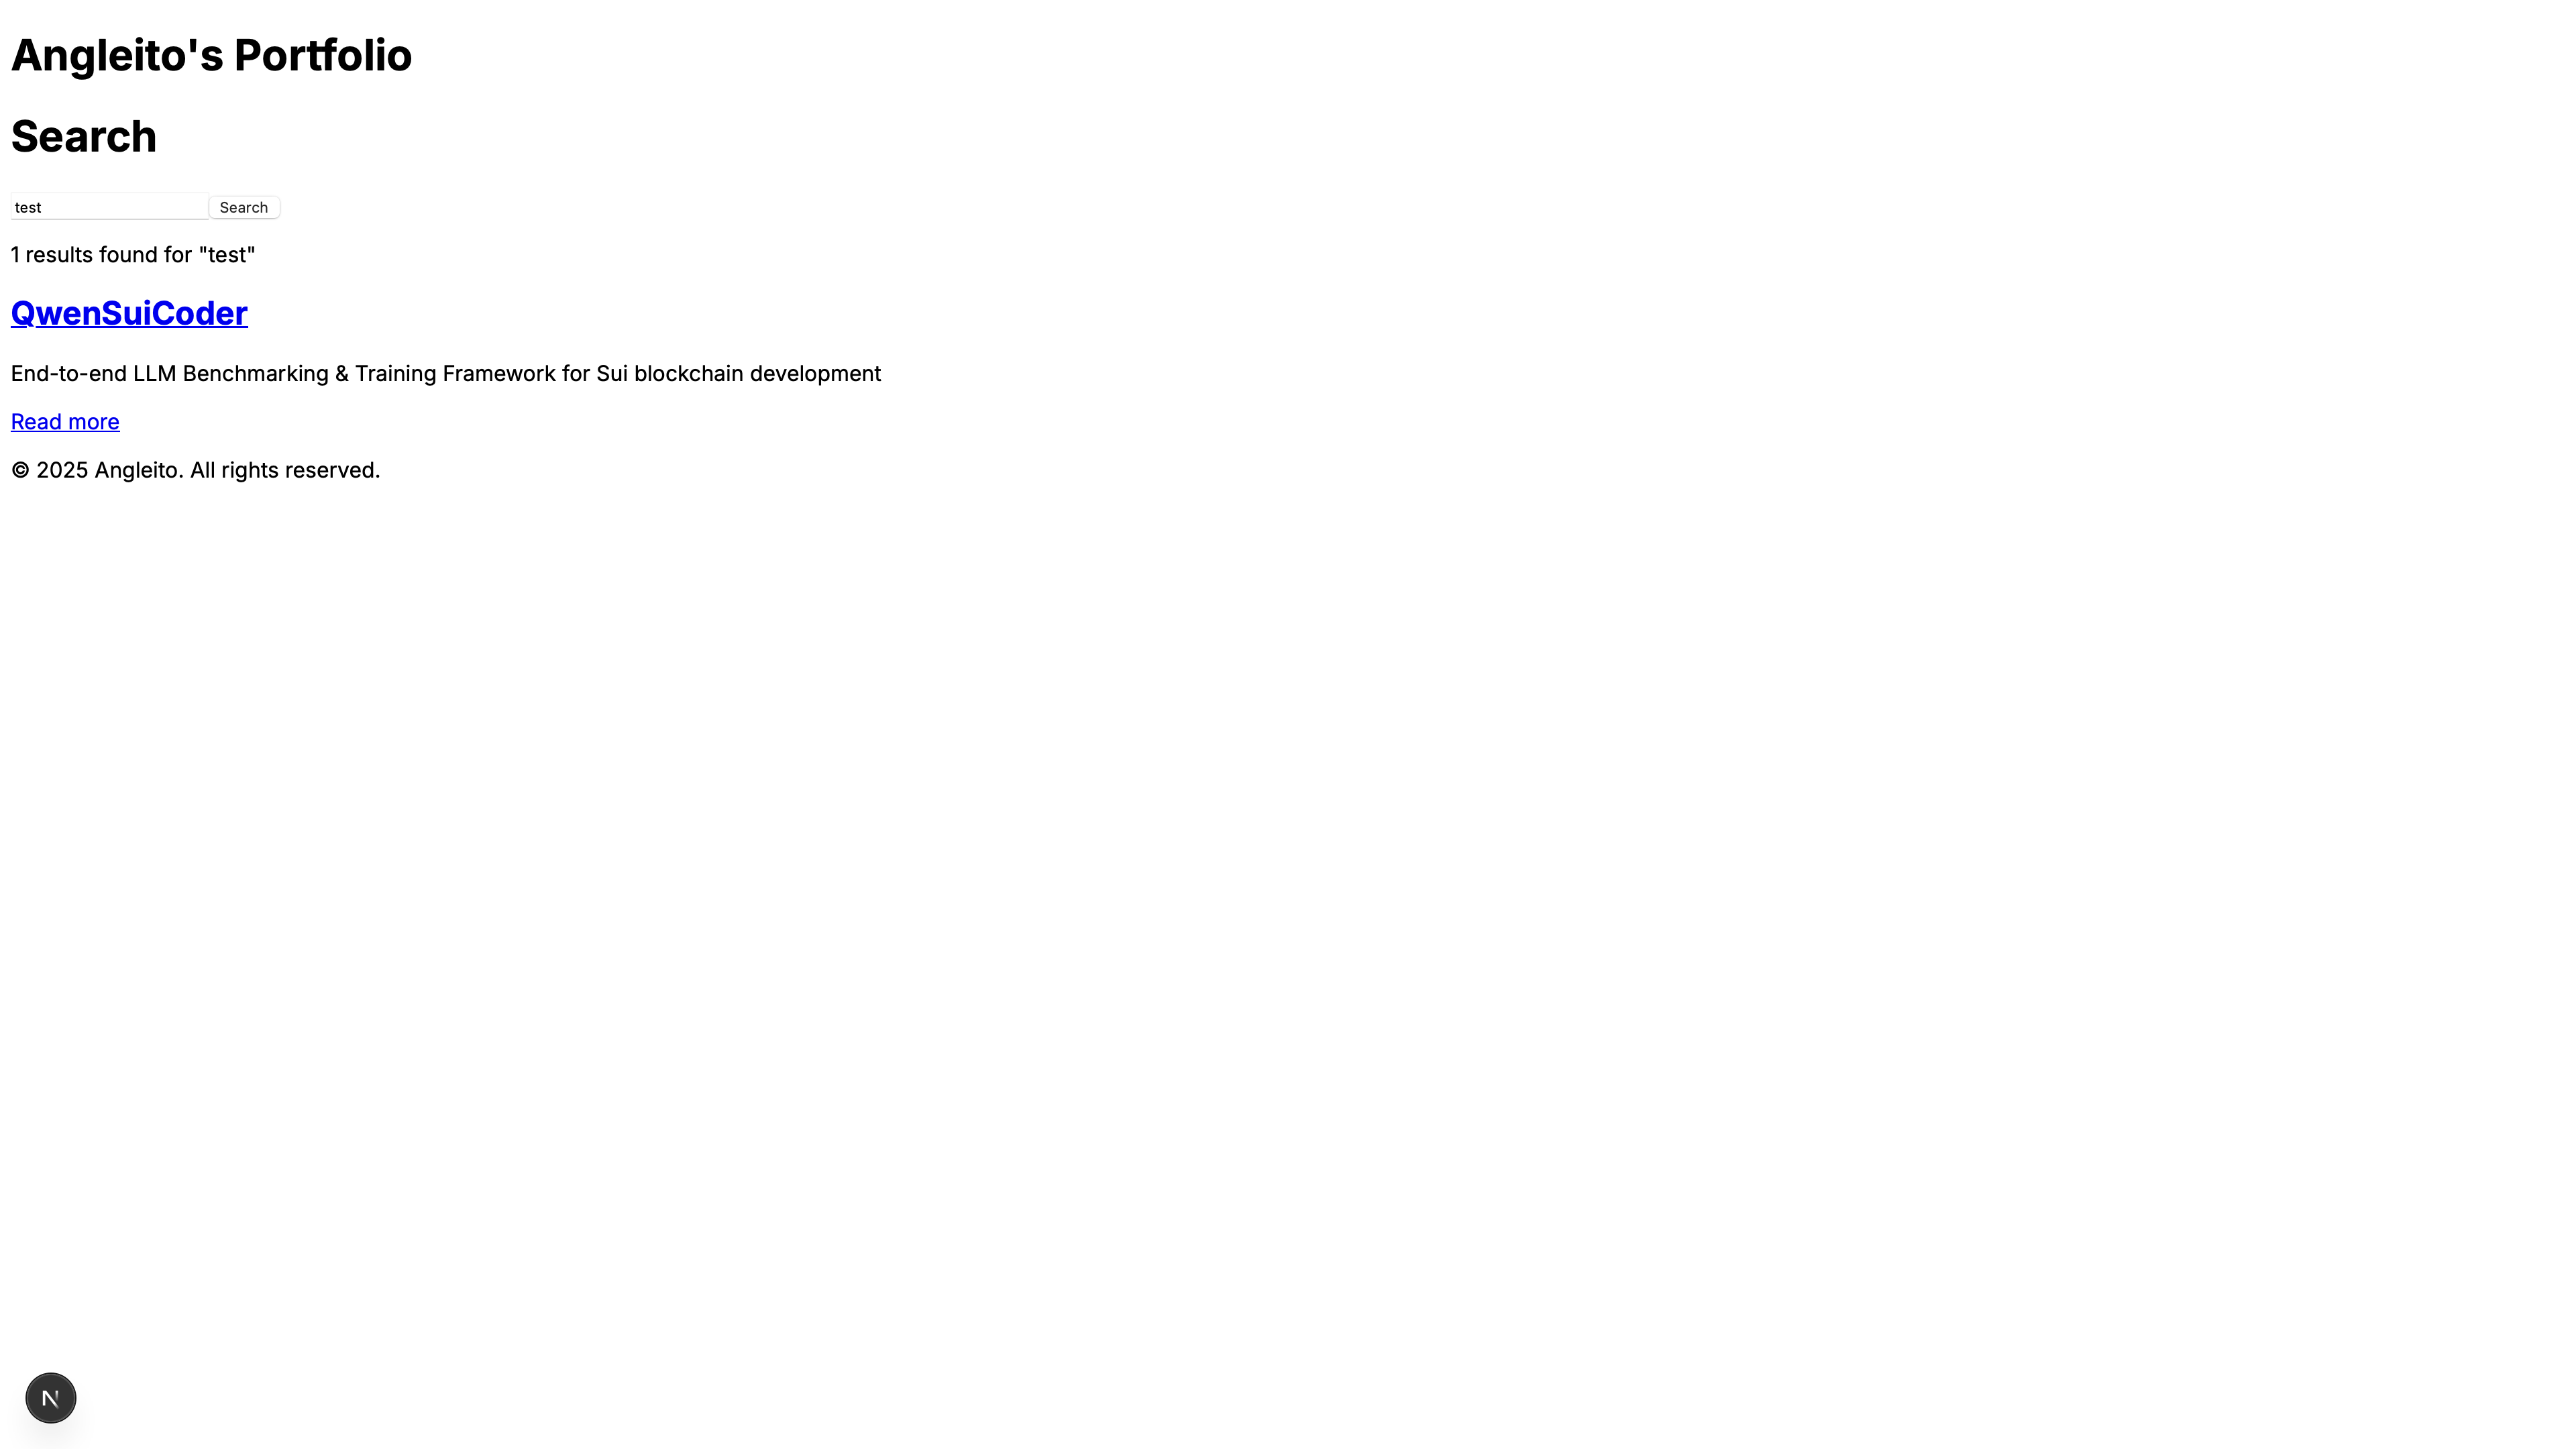 Angleito's Portfolio
Search
test
Search
1 results found for "test"
QwenSuiCoder
End-to-end LLM Benchmarking & Training Framework for Sui blockchain development
Read more
© 2025 Angleito. All rights reserved.
N